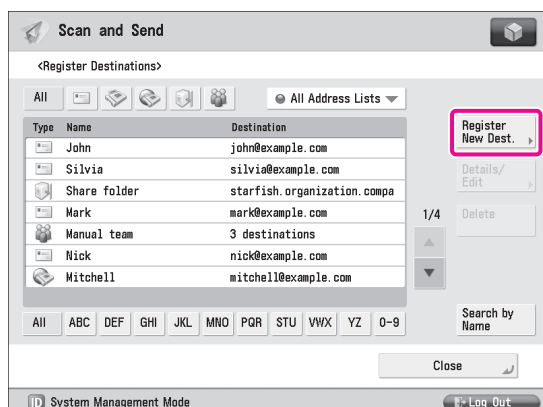 Scan and Send
<Register Destinations>
All
All Address Lists
Type Name Destination
John john@example.com
Silvia silvia@example.com
Share folder starfish.organization.compa
Mark mark@example.com
Manual team 3 destinations
Nick nick@example.com
Mitchell mitchell@example.com
Register
New Dest.
Details/
Edit
1/4
Delete
All ABC DEF GHI JKL MNO PQR STU VWX YZ 0-9
Search by
Name
Close
ID System Management Mode
Log Out